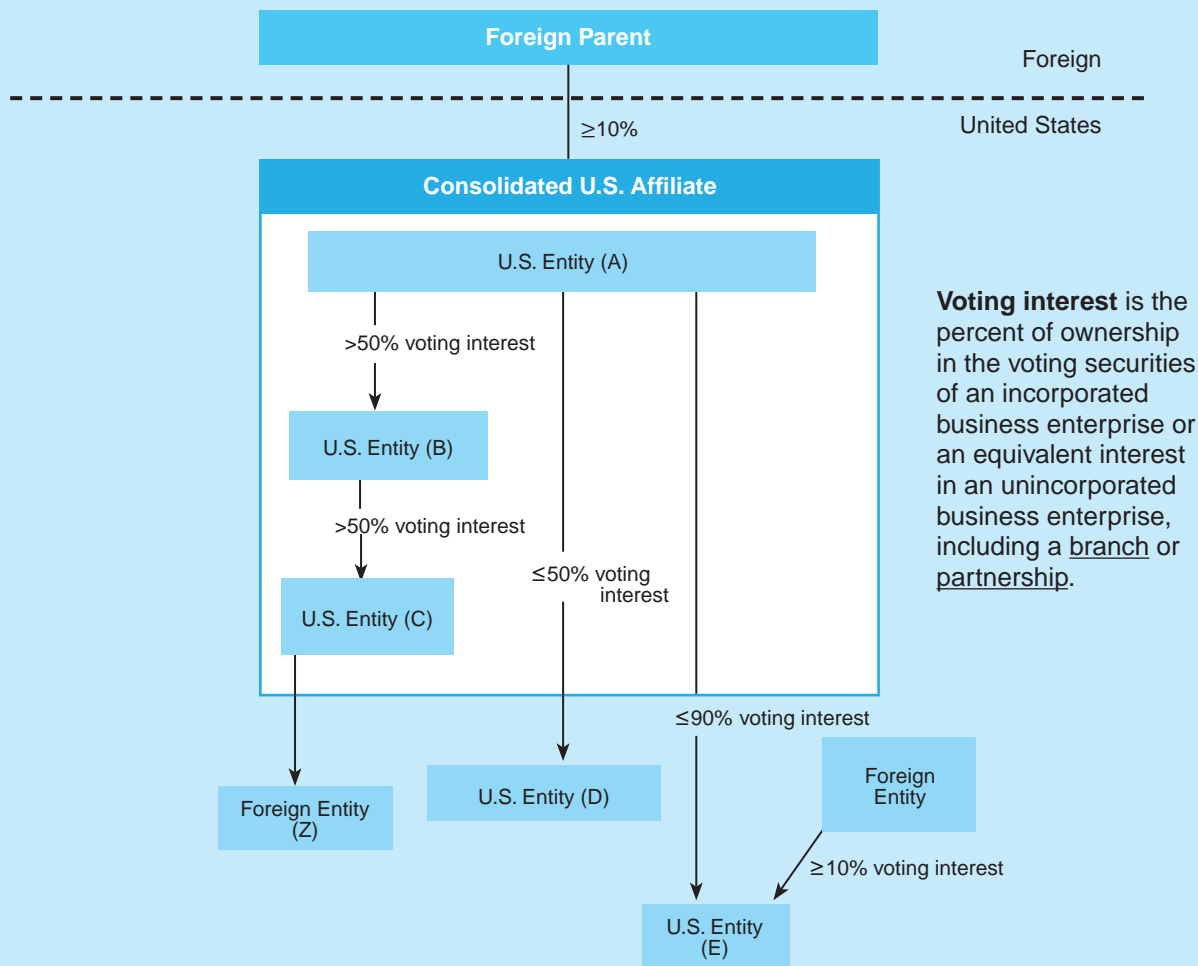 Foreign Parent
Foreign
United States
≥10%
Consolidated U.S. Affiliate
U.S. Entity (A)
>50% voting interest
U.S. Entity (B)
>50% voting interest
≤50% voting
interest
U.S. Entity (C)
Voting interest is the
percent of ownership
in the voting securities
of an incorporated
business enterprise or
an equivalent interest
in an unincorporated
business enterprise,
including a branch or
partnership.
≤90% voting interest
Foreign Entity
(Z)
U.S. Entity (D)
Foreign
Entity
≥10% voting interest
U.S. Entity
(E)